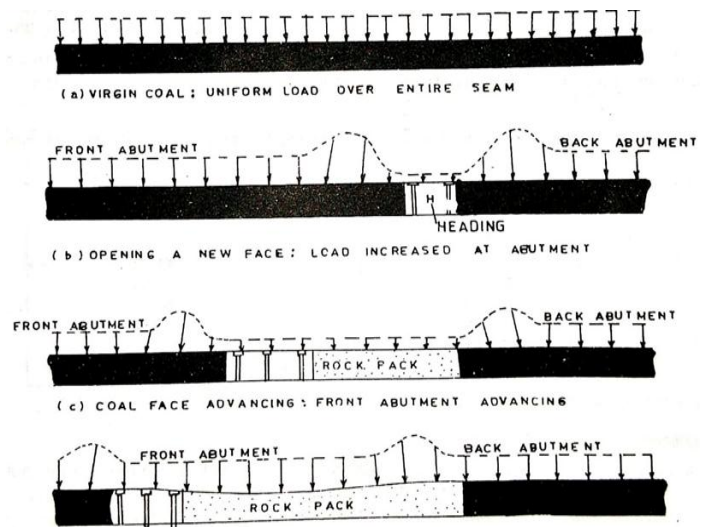 (a) VIRGIN COAL: UNIFORM LOAD OVER ENTIRE SEAM
FRONT ABUTMENT
BACK ABUTMENT
H
HEADING
(b) OPENING A NEW FACE: LOAD INCREASED AT ABUTMENT
FRONT ABUTMENT
BACK ABUTMENT
ROCK PACK
(c) COAL FACE ADVANCING: FRONT ABUTMENT ADVANCING
FRONT ABUTMENT
BACK ABUTMENT
ROCK PACK